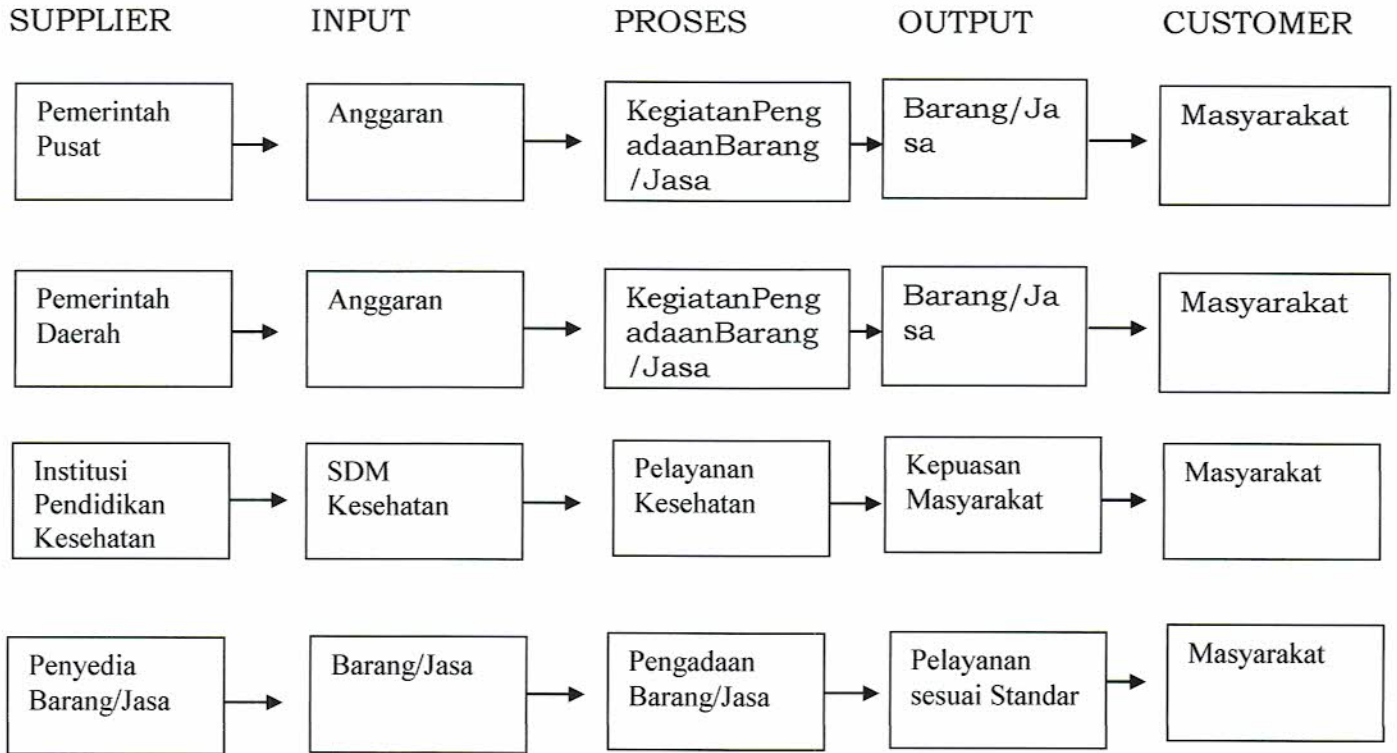 SUPPLIER INPUT PROSES OUTPUT CUSTOMER
Pemerintah
Pusat
Anggaran
KegiatanPeng
adaanBarang
/Jasa
Barang/Ja
sa
Masyarakat
Pemerintah
Daerah
Anggaran
KegiatanPeng
adaanBarang
/Jasa
Barang/Ja
sa
Masyarakat
Institusi
Pendidikan
Kesehatan
SDM
Kesehatan
Pelayanan
Kesehatan
Kepuasan
Masyarakat
Masyarakat
Penyedia
Barang/Jasa
Barang/Jasa
Pengadaan
Barang/Jasa
Pelayanan
sesuai Standar
Masyarakat